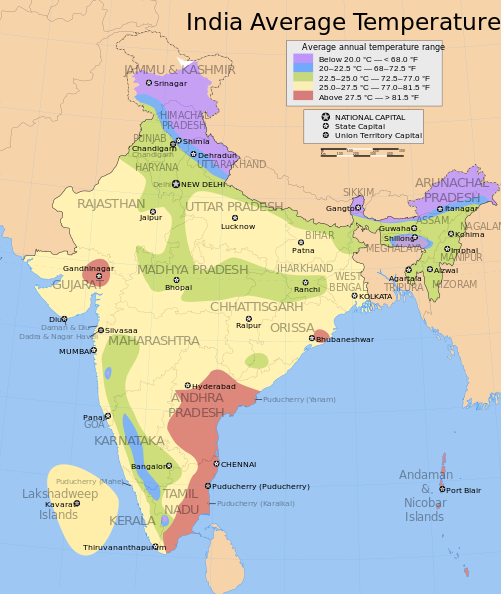 India Average Temperature
Average annual temperature range
Below 20.0 °C — < 68.0 °F
20–22.5 °C — 68–72.5 °F
22.5–25.0 °C — 72.5–77.0 °F
25.0–27.5 °C — 77.0–81.5 °F
Above 27.5 °C — > 81.5 °F
NATIONAL CAPITAL
State Capital
Union Territory Capital
JAMMU & KASHMIR
Srinagar
HIMACHAL
PRADESH
PUNJAB
Shimla
Chandigarh
Chandigarh
Dehradun
UTTARAKHAND
HARYANA
Delhi
NEW DELHI
ARUNACHAL
PRADESH
SIKKIM
RAJASTHAN
UTTAR PRADESH
Gangtok
Itanagar
Jaipur
Lucknow
ASSAM
NAGALAN
Guwahati
Kohima
BIHAR
Shillong
Patna
MEGHALAYA
Imphal
MANIPUR
Gandhinagar
MADHYA PRADESH
JHARKHAND
Agartala
Aizwal
WEST
BENGAL
TRIPURA
MIZORAM
GUJARAT
Bhopal
Ranchi
KOLKATA
CHHATTISGARH
Diu
Raipur
ORISSA
Daman & Diu
Silvasaa
Dadra & Nagar Haveli
MAHARASHTRA
Bhubaneshwar
MUMBAI
Hyderabad
ANDHRA
PRADESH
Puducherry (Yanam)
Panaji
GOA
KARNATAKA
Bangalore
CHENNAI
Andaman
&
Nicobar
Islands
Port Blair
Puducherry (Mahe)
Puducherry (Puducherry)
Lakshadweep
Islands
Kavarati
TAMIL
NADU
Puducherry (Karaikal)
KERALA
Thiruvananthapuram